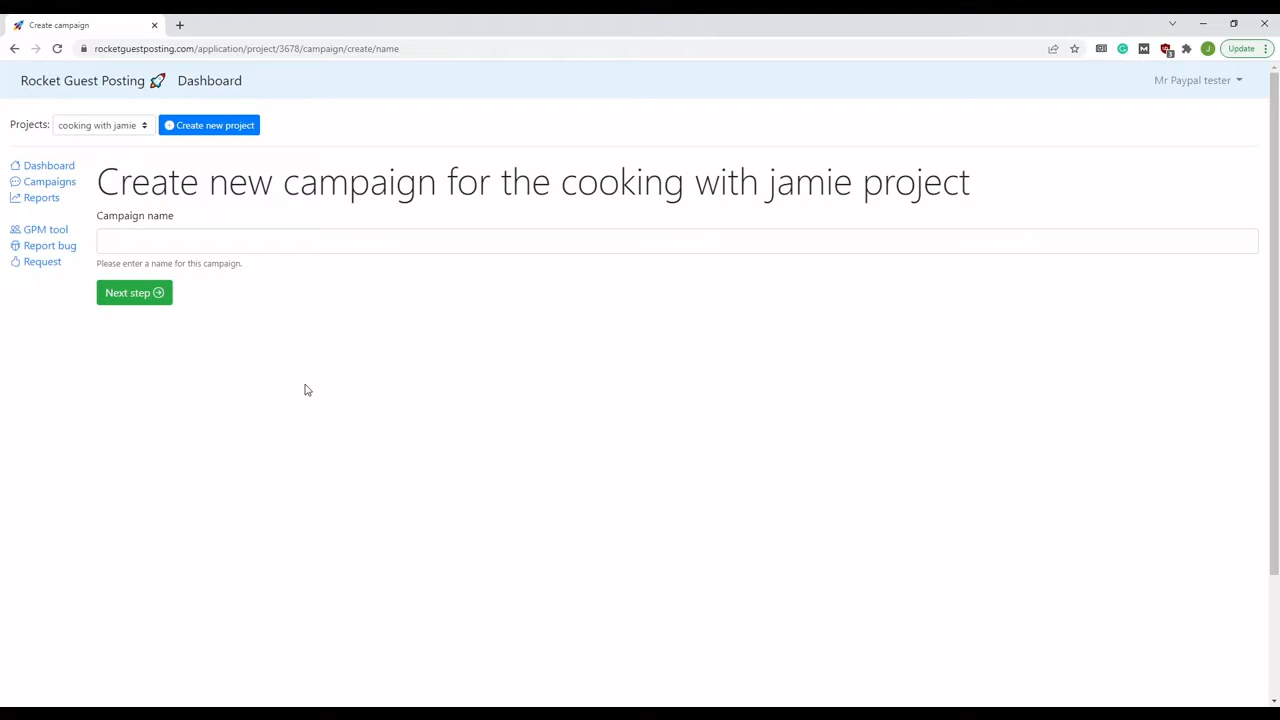 Create campaign
rocketguestposting.com/application/project/3678/campaign/create/name
Update
Rocket Guest Posting 🚀 Dashboard
Mr Paypal tester
Projects: cooking with jamie Create new project
Dashboard
Campaigns
Reports
GPM tool
Report bug
Request
Create new campaign for the cooking with jamie project
Campaign name
Please enter a name for this campaign.
Next step